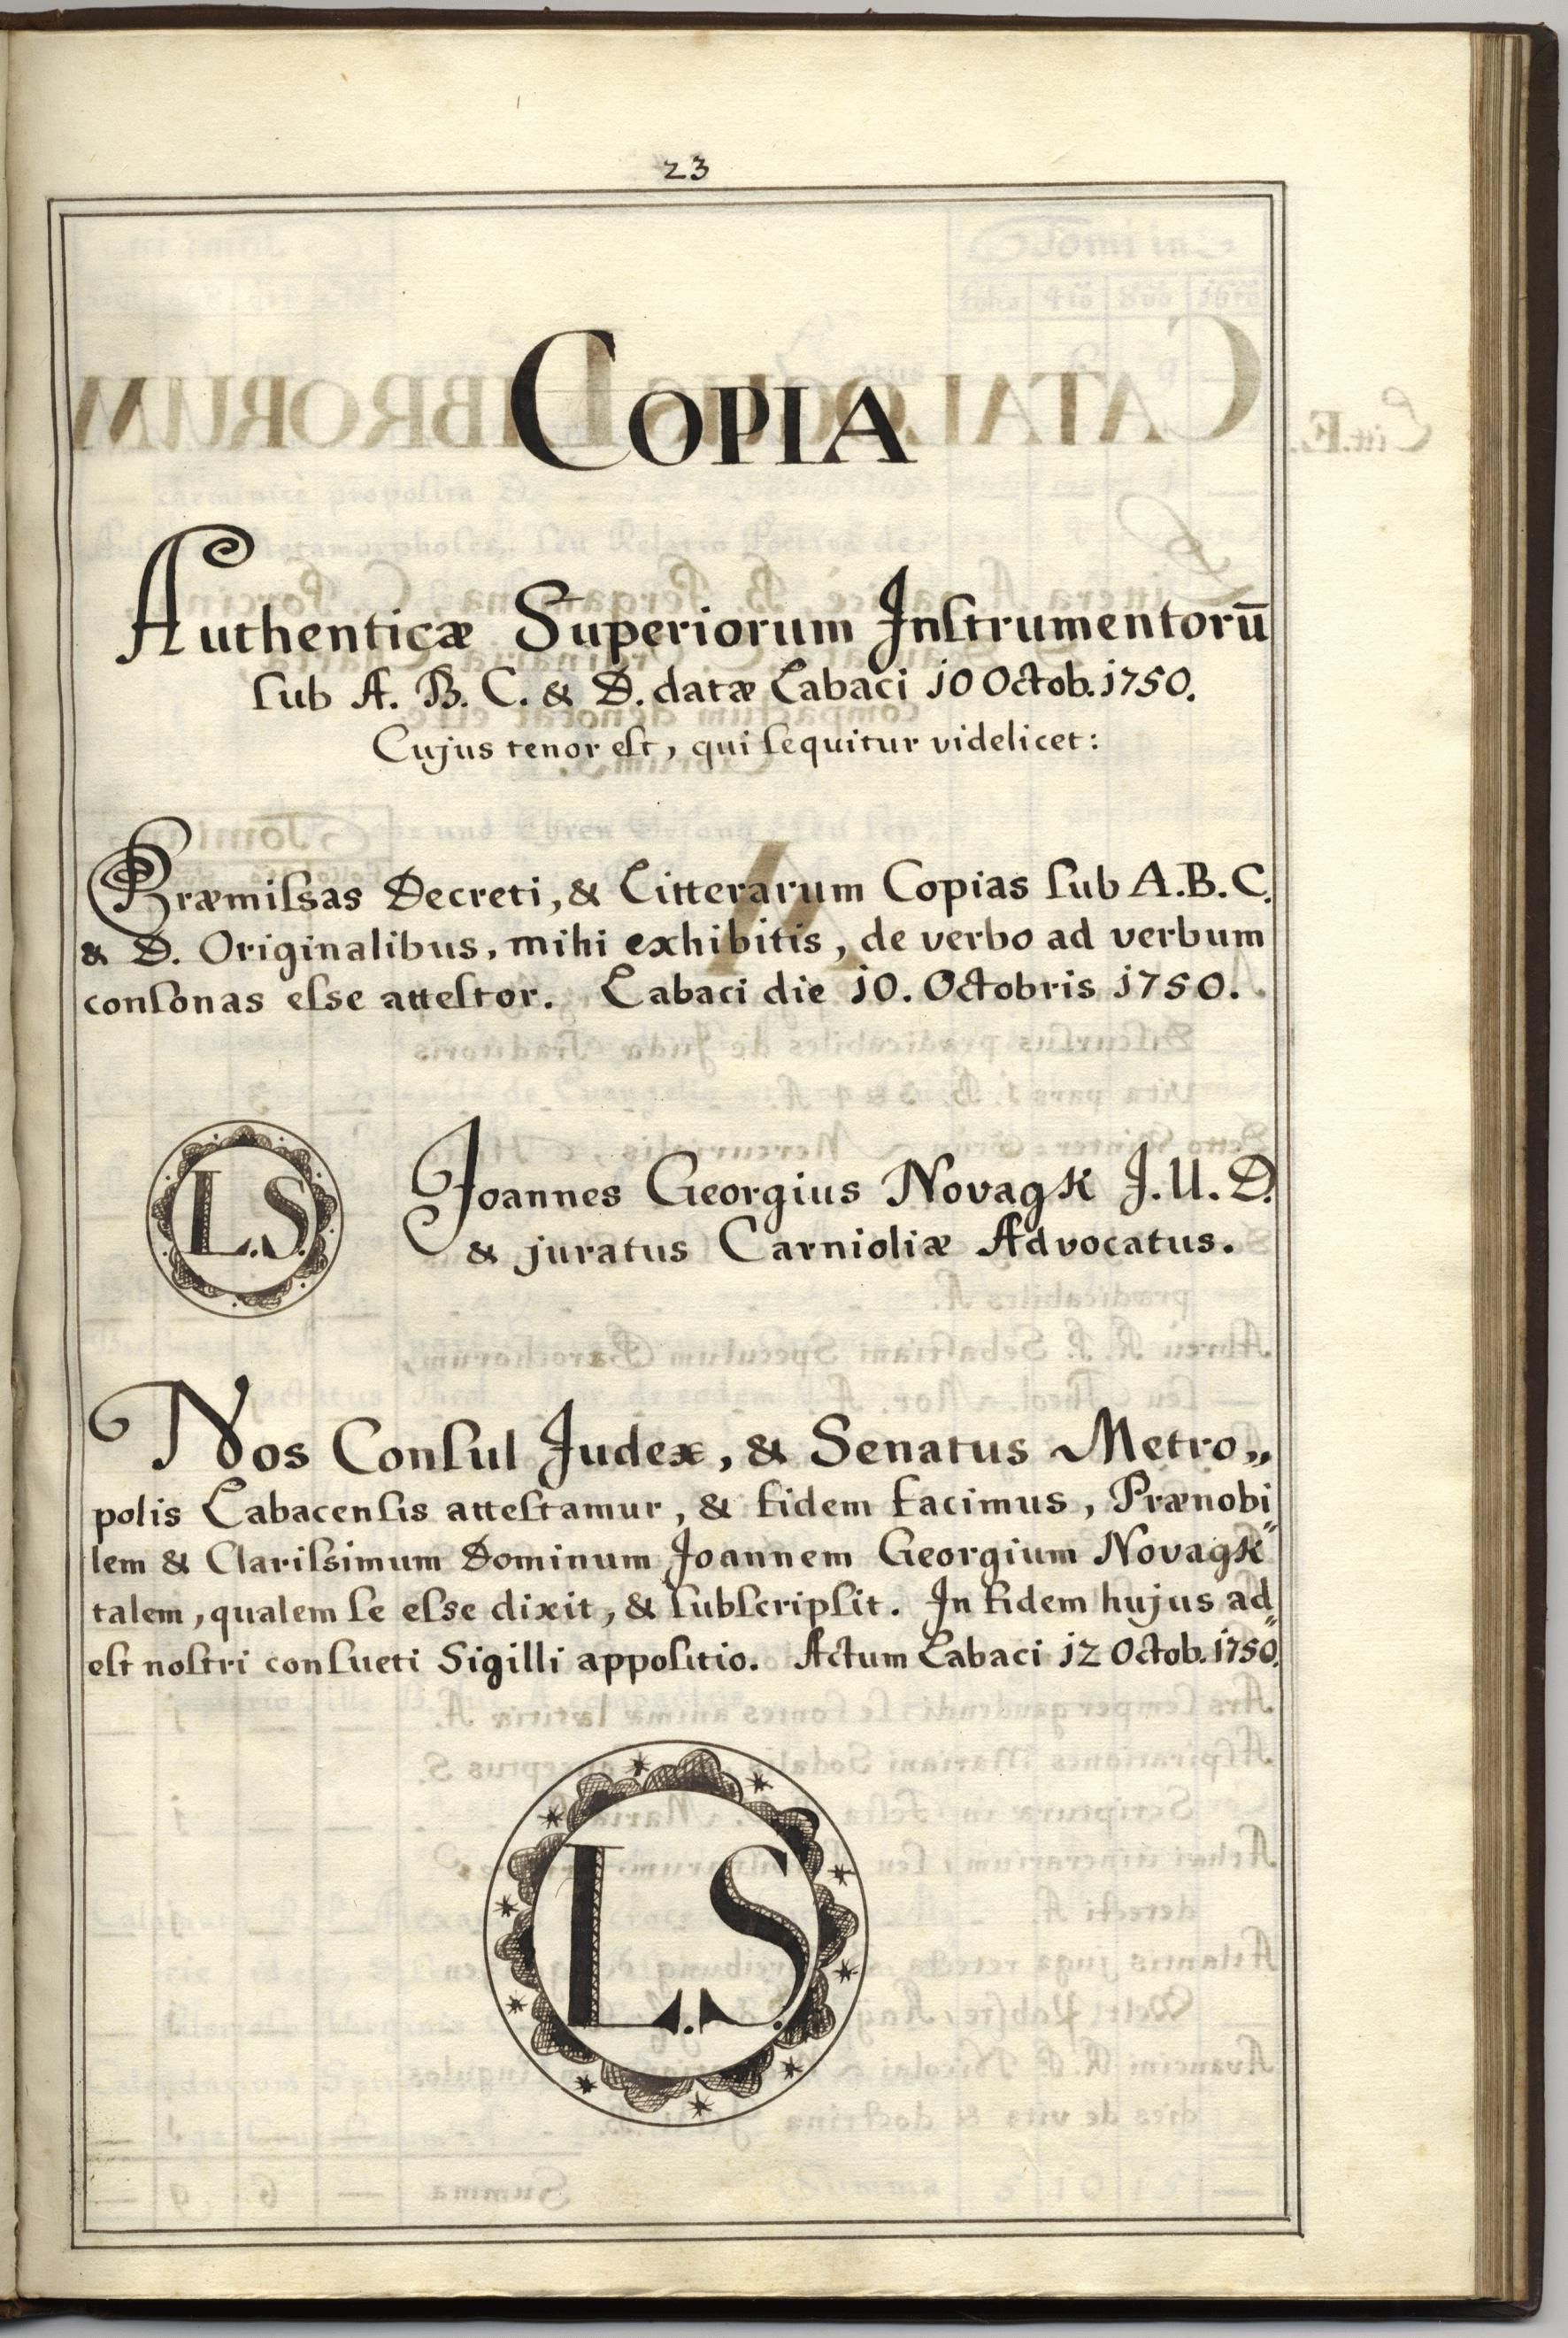 23
COPIA
Authenticæ Superiorum Inſtrumentorū
ſub A. B. C. & D. datæ Labaci 10 Octob. 1750.
Cujus tenor eſt, qui ſequitur videlicet:
Præmiſsas Decreti, & Litterarum Copias ſub A.B.C.
& D. Originalibus, mihi exhibitis, de verbo ad verbum
conſonas eſse atteſtor. Labaci die 10. Octobris 1750.
L.S.
Joannes Georgius Novagk J.U.D.
& juratus Carnioliæ Advocatus.
Nos Conſul Judex, & Senatus Metro„
polis Labacenſis atteſtamur, & fidem facimus, Prænobi„
lem & Clariſsimum Dominum Joannem Georgium Novagk
talem, qualem ſe eſse dixit, & ſubſcripſit. In fidem hujus ad„
eſt noſtri conſueti Sigilli appoſitio. Actum Labaci 12 Octob. 1750.
L.S.